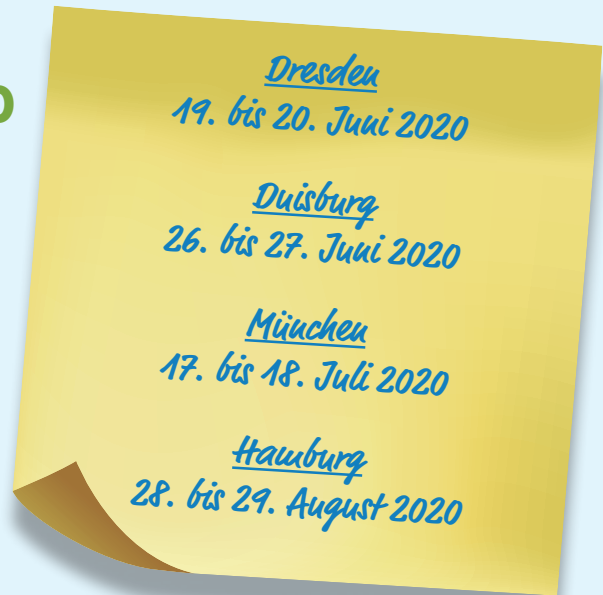 Dresden
19. bis 20. Juni 2020
Duisburg
26. bis 27. Juni 2020
München
17. bis 18. Juli 2020
Hamburg
28. bis 29. August 2020